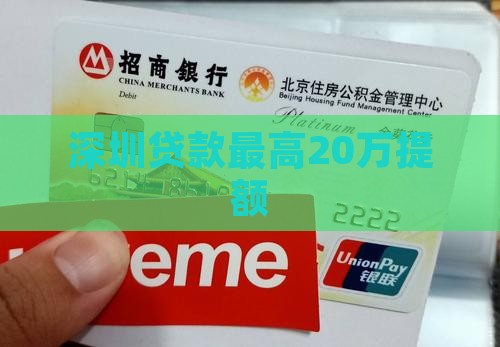 招商银行
CHINA MERCHANTS BANK
Debit
北京住房公积金管理中心
Beijing Housing Fund Management Center
Platinum
深圳贷款最高20万提
额
2222
eme
UnionPay
银联